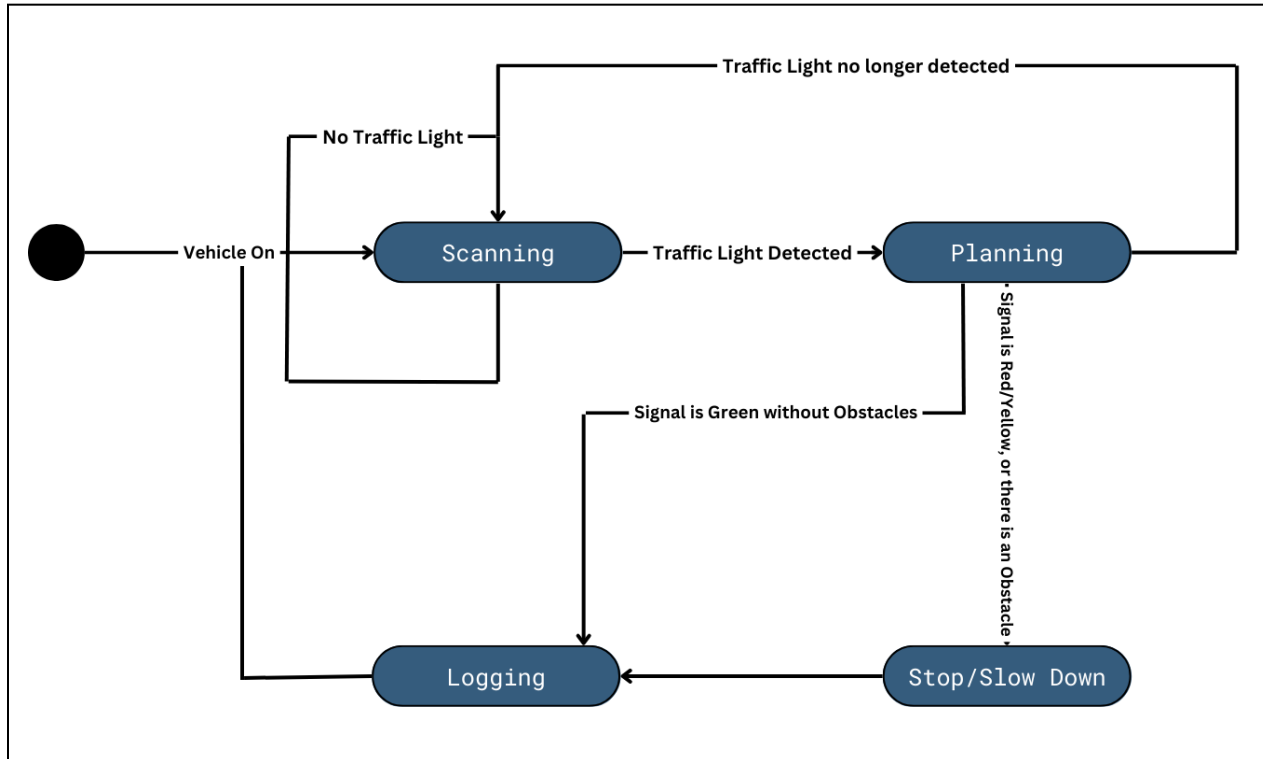 Traffic Light no longer detected
No Traffic Light
Vehicle On
Scanning
Traffic Light Detected
Planning
Signal is Red/Yellow, or there is an Obstacle
Signal is Green without Obstacles
Logging
Stop/Slow Down